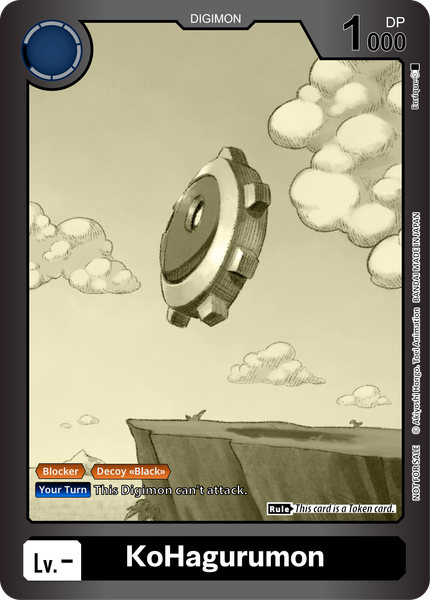 DIGIMON
DP
1000
Blocker Decoy «Black»
Your Turn This Digimon can't attack.
Rule This card is a Token card.
Lv.-
KoHagurumon
NOT FOR SALE © Akiyoshi Hongo, Toei Animation BANDAI MADE IN JAPAN